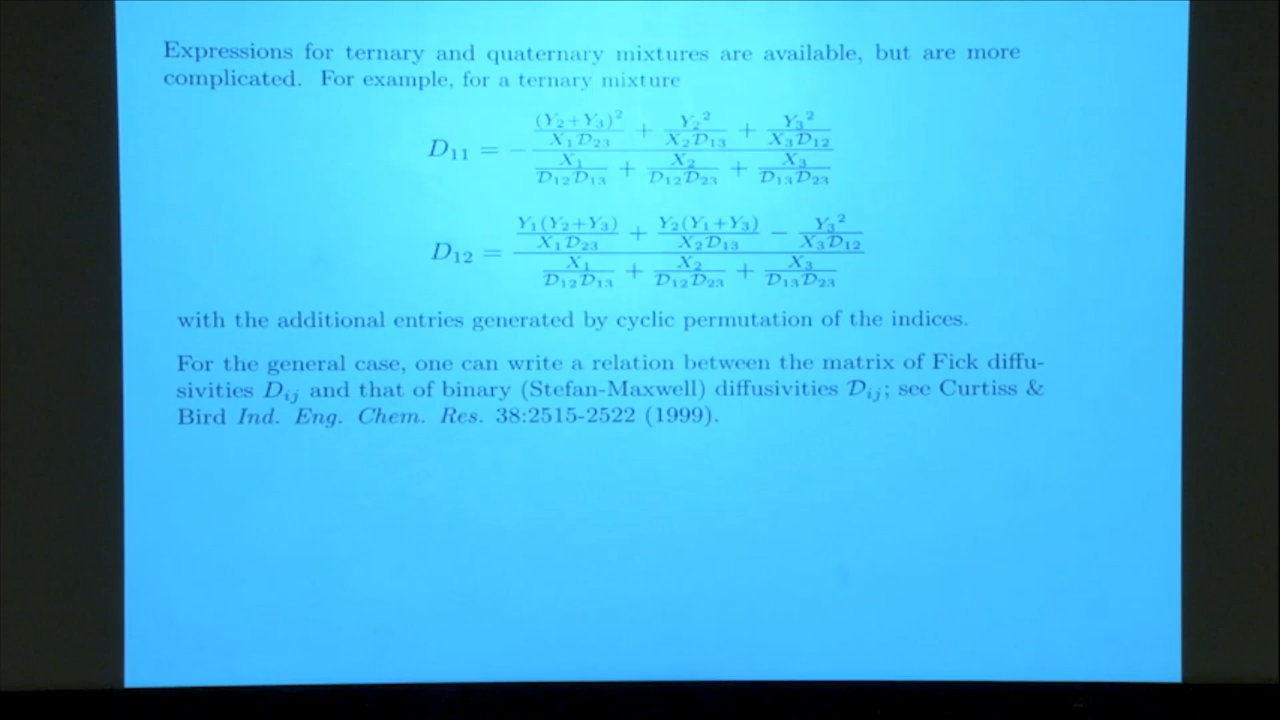 Expressions for ternary and quaternary mixtures are available, but are more
complicated. For example, for a ternary mixture
D₁₁ = − ( (Y₂+Y₃)²/(X₁𝒟₂₃) + Y₂²/(X₂𝒟₁₃) + Y₃²/(X₃𝒟₁₂) ) / ( X₁/(𝒟₁₂𝒟₁₃) + X₂/(𝒟₁₂𝒟₂₃) + X₃/(𝒟₁₃𝒟₂₃) )
D₁₂ = ( Y₁(Y₂+Y₃)/(X₁𝒟₂₃) + Y₂(Y₁+Y₃)/(X₂𝒟₁₃) − Y₃²/(X₃𝒟₁₂) ) / ( X₁/(𝒟₁₂𝒟₁₃) + X₂/(𝒟₁₂𝒟₂₃) + X₃/(𝒟₁₃𝒟₂₃) )
with the additional entries generated by cyclic permutation of the indices.
For the general case, one can write a relation between the matrix of Fick diffu-
sivities Dᵢⱼ and that of binary (Stefan-Maxwell) diffusivities 𝒟ᵢⱼ; see Curtiss &
Bird Ind. Eng. Chem. Res. 38:2515-2522 (1999).